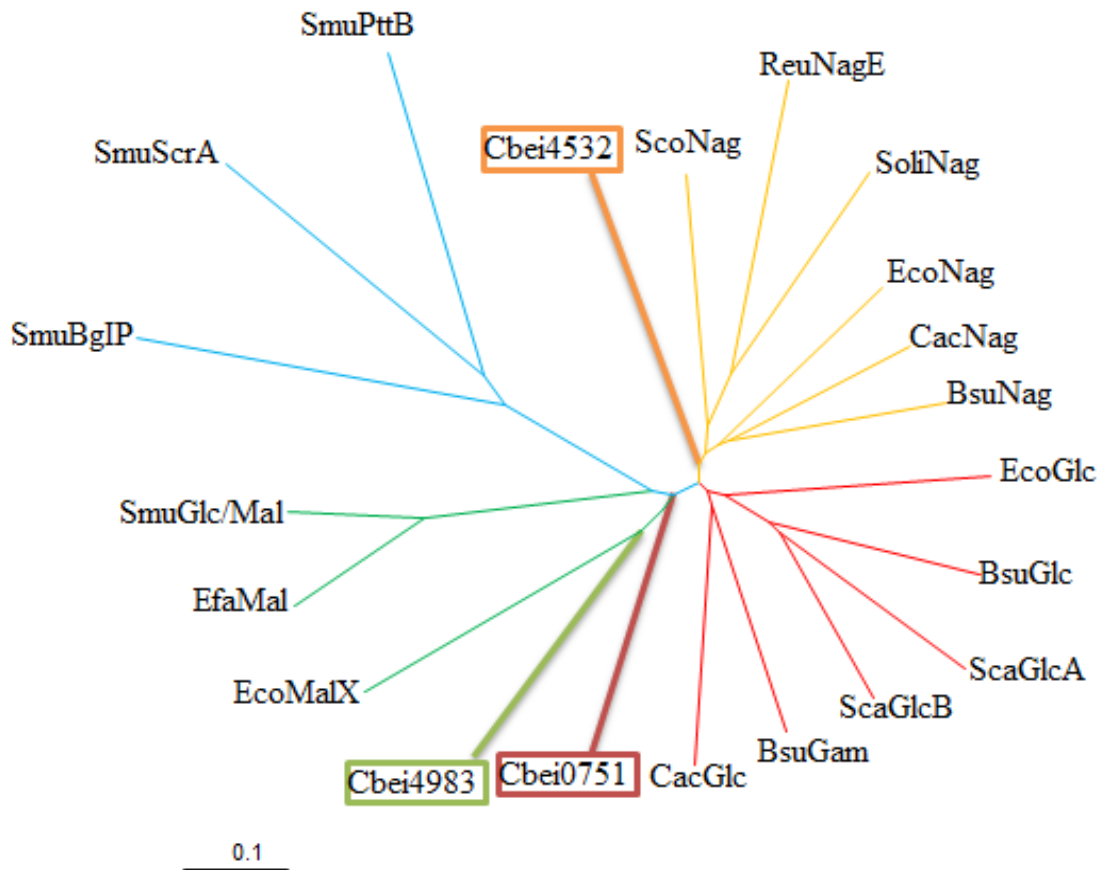 SmuPttB
ReuNagE
Cbei4532
ScoNag
SmuScrA
SoliNag
EcoNag
SmuBgIP
CacNag
BsuNag
EcoGlc
SmuGlc/Mal
BsuGlc
EfaMal
ScaGlcA
EcoMalX
ScaGlcB
BsuGam
Cbei4983
Cbei0751
CacGlc
0.1